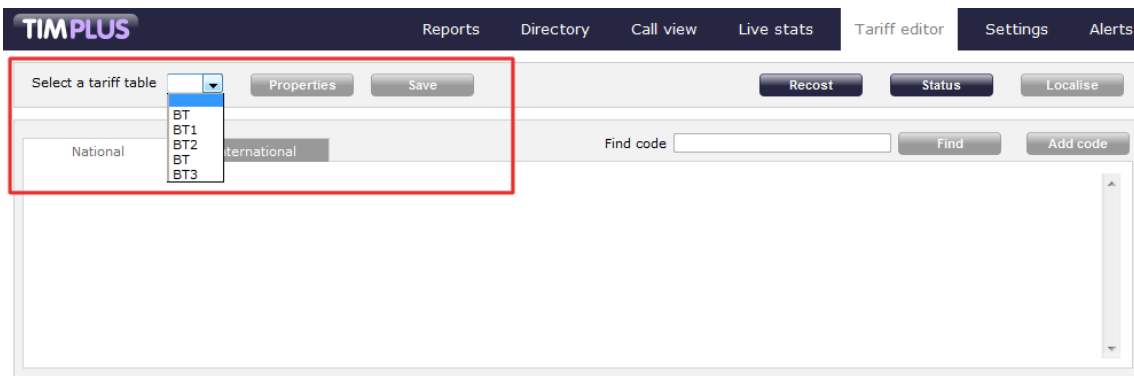 TIMPLUS Reports Directory Call view Live stats Tariff editor Settings Alerts
Select a tariff table Properties Save Recost Status Localise
BT
BT1
BT2
BT
BT3
National Find code Find Add code